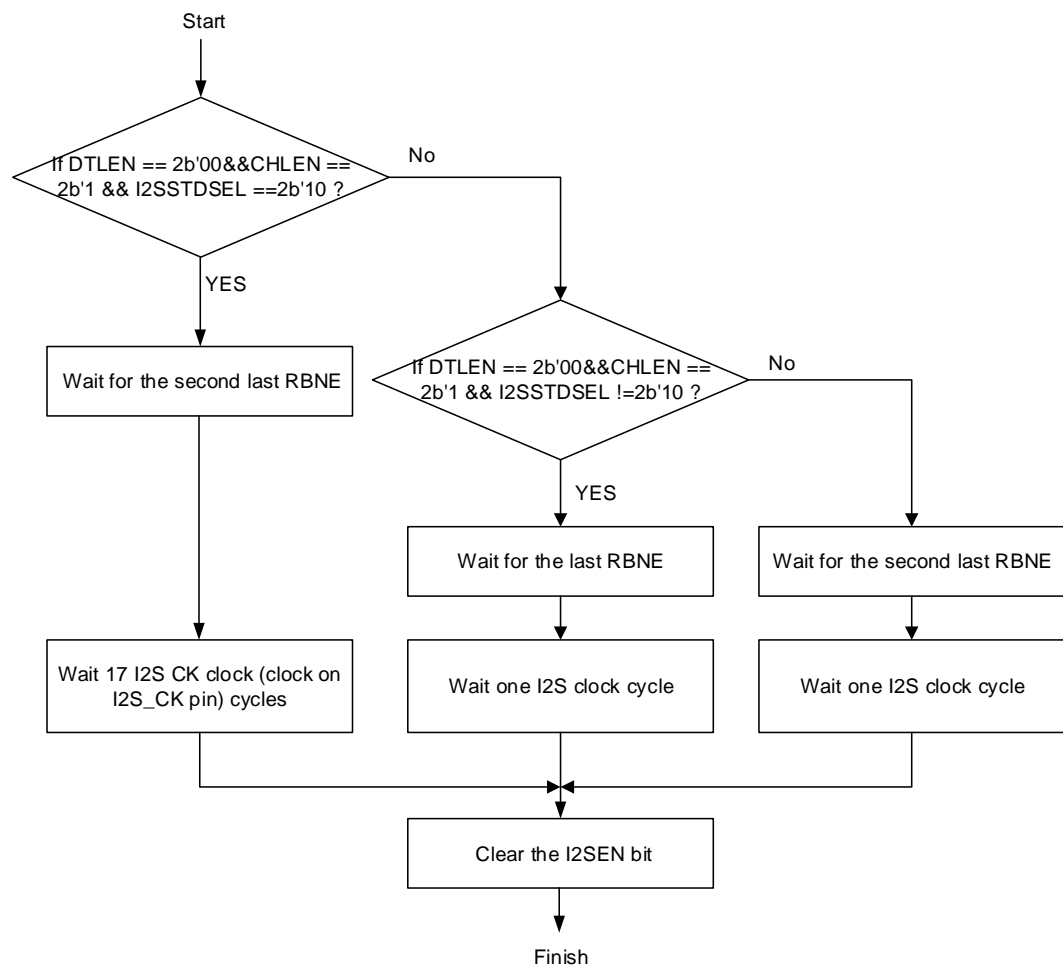 Start
If DTLEN == 2b'00&&CHLEN ==
2b'1 && I2SSTDSEL ==2b'10 ?
No
YES
Wait for the second last RBNE
If DTLEN == 2b'00&&CHLEN ==
2b'1 && I2SSTDSEL !=2b'10 ?
No
YES
Wait for the last RBNE
Wait for the second last RBNE
Wait 17 I2S CK clock (clock on
I2S_CK pin) cycles
Wait one I2S clock cycle
Wait one I2S clock cycle
Clear the I2SEN bit
Finish